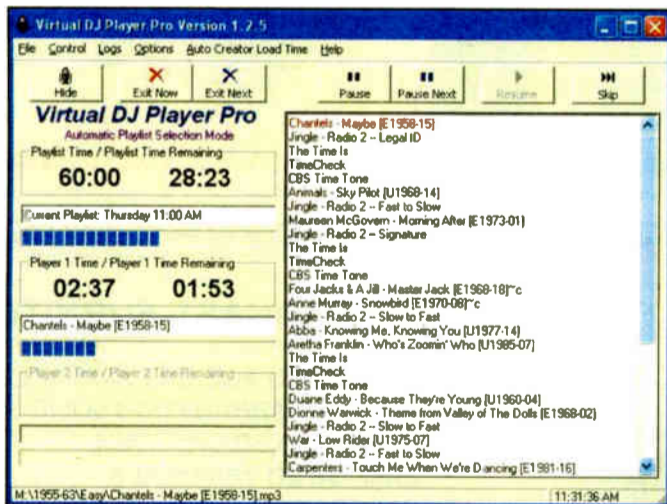 Virtual DJ Player Pro Version 1.2.5
File Control Logs Options Auto Creator Load Time Help
Hide Exit Now Exit Next Pause Pause Next Resume Skip
Virtual DJ Player Pro
Automatic Playlist Selection Mode
Playlist Time / Playlist Time Remaining
60:00 28:23
Current Playlist: Thursday 11:00 AM
Player 1 Time / Player 1 Time Remaining
02:37 01:53
Chantels - Maybe [E1958-15]
Player 2 Time / Player 2 Time Remaining
Chantels - Maybe [E1958-15]
Jingle - Radio 2 -- Legal ID
The Time Is
TimeCheck
CBS Time Tone
Animals - Sky Pilot [U1968-14]
Jingle - Radio 2 -- Fast to Slow
Maureen McGovern - Morning After [E1973-01]
Jingle - Radio 2 -- Signature
The Time Is
TimeCheck
CBS Time Tone
Four Jacks & A Jill - Master Jack [E1968-18]~c
Anne Murray - Snowbird [E1970-08]~c
Jingle - Radio 2 -- Slow to Fast
Abba - Knowing Me, Knowing You [U1977-14]
Aretha Franklin - Who's Zoomin' Who [U1985-07]
The Time Is
TimeCheck
CBS Time Tone
Duane Eddy - Because They're Young [U1960-04]
Dionne Warwick - Theme from Valley of The Dolls [E1968-02]
Jingle - Radio 2 -- Slow to Fast
War - Low Rider [U1975-07]
Jingle - Radio 2 -- Fast to Slow
Carpenters - Touch Me When We're Dancing [E1981-16]
M:\1955-63\Easy\Chantels - Maybe [E1958-15].mp3 11:31:36 AM